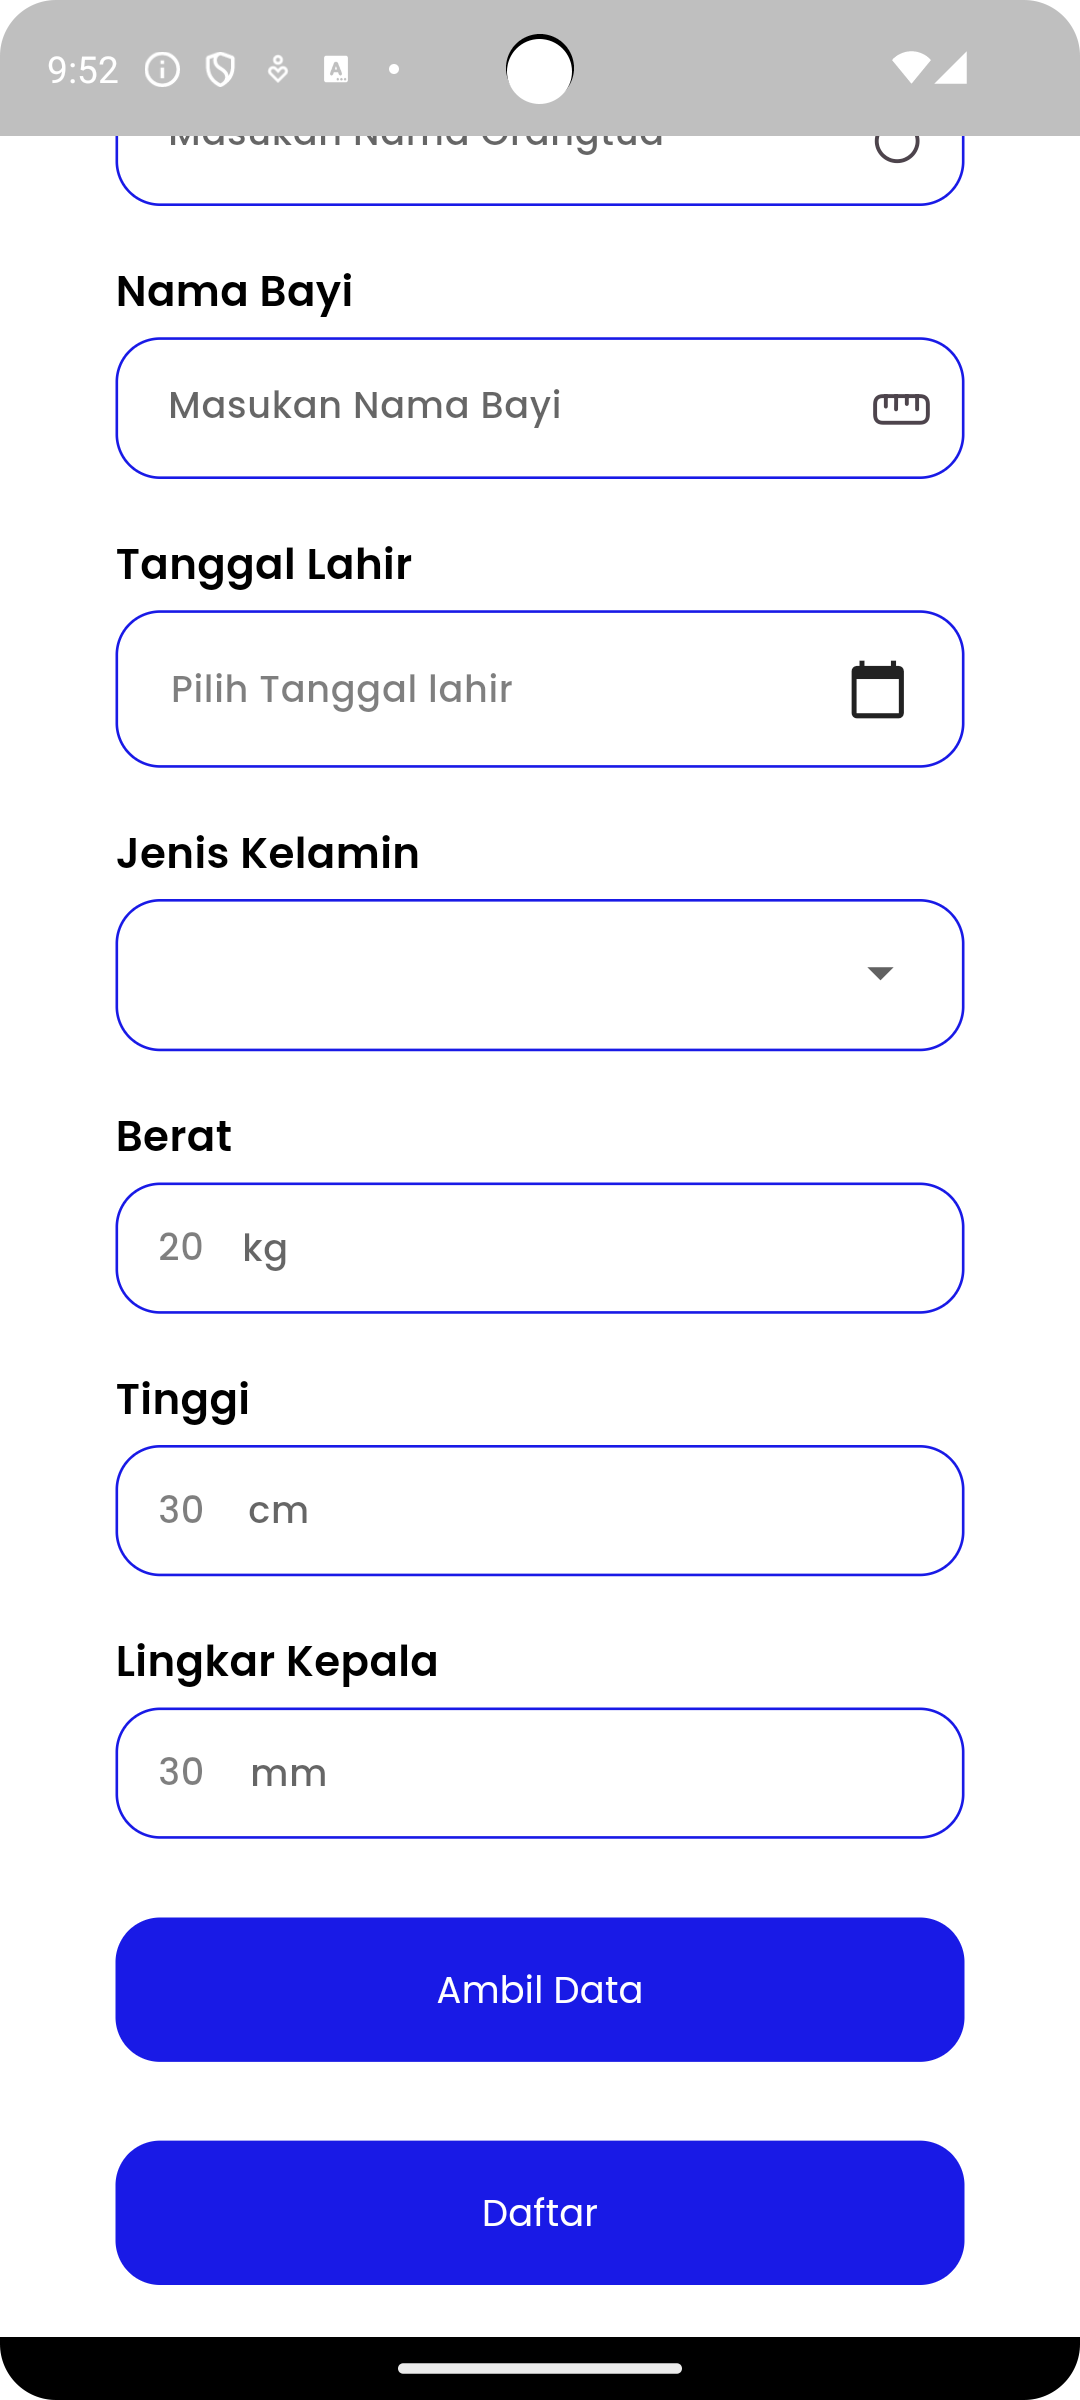 9:52
Masukan Nama Orangtua
Nama Bayi
Masukan Nama Bayi
Tanggal Lahir
Pilih Tanggal lahir
Jenis Kelamin
Berat
20 kg
Tinggi
30 cm
Lingkar Kepala
30 mm
Ambil Data
Daftar